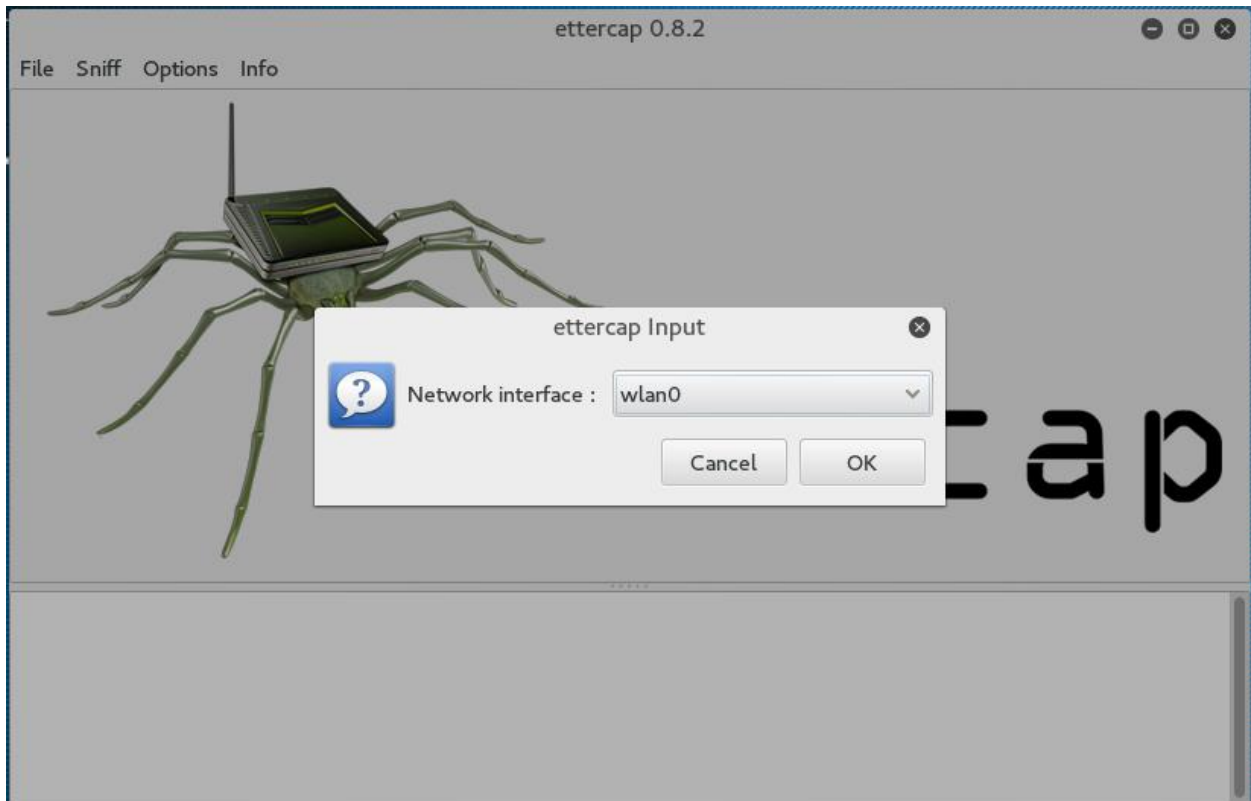 ettercap 0.8.2
File Sniff Options Info
ettercap Input
Network interface : wlan0
Cancel OK
cap